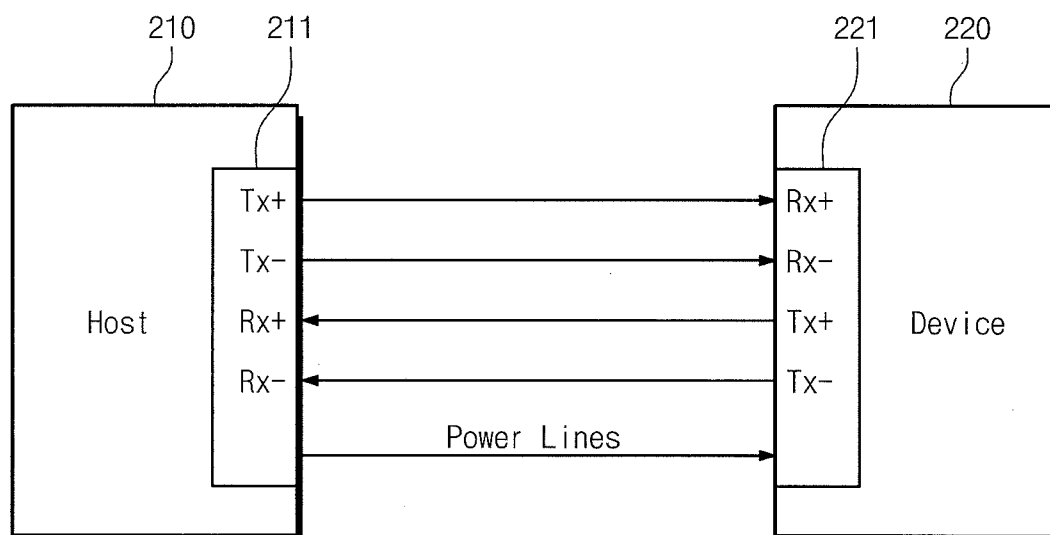 210 211 221 220
Tx+ Rx+
Tx- Rx-
Host Rx+ Tx+ Device
Rx- Tx-
Power Lines